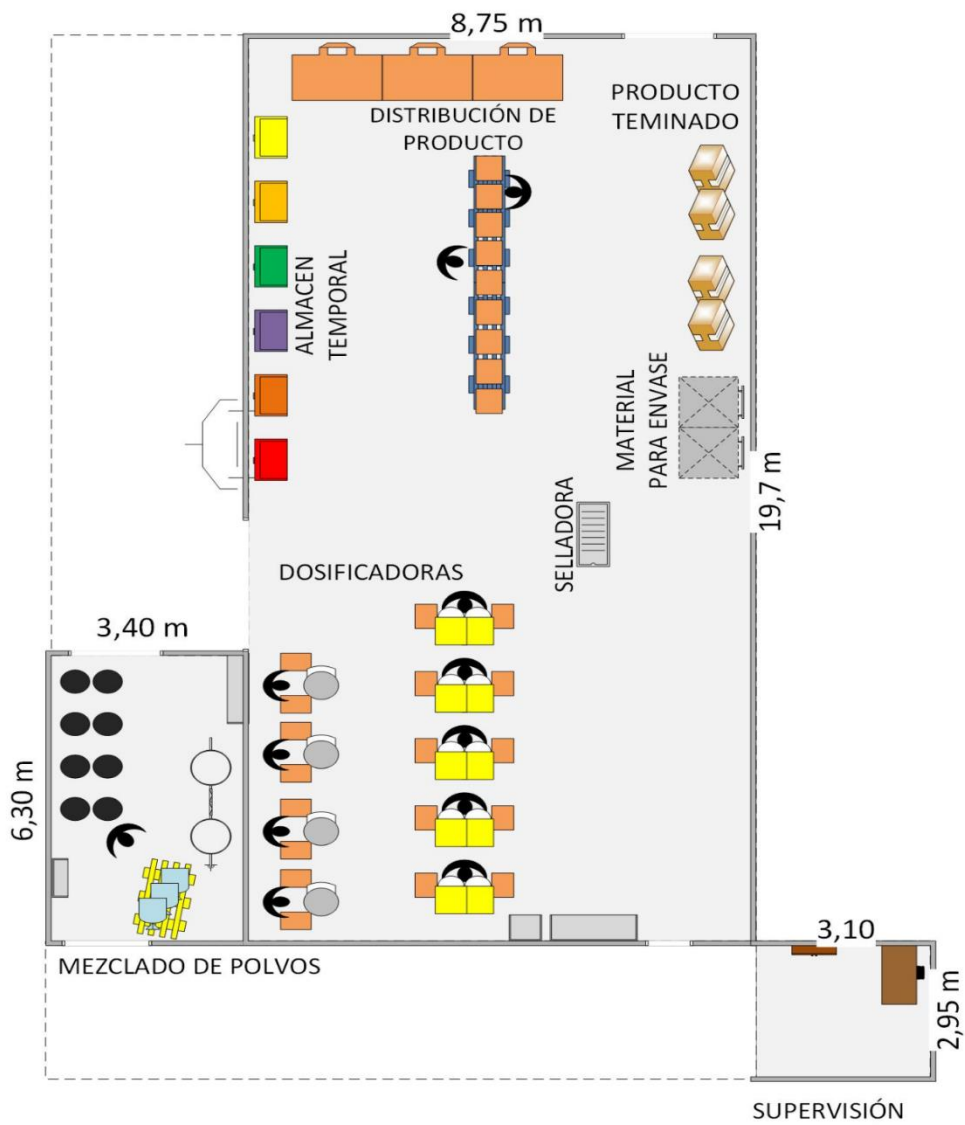 8,75 m
PRODUCTO
TEMINADO
DISTRIBUCIÓN DE
PRODUCTO
ALMACEN
TEMPORAL
MATERIAL
PARA ENVASE
19,7 m
SELLADORA
DOSIFICADORAS
3,40 m
6,30 m
MEZCLADO DE POLVOS
3,10
2,95 m
SUPERVISIÓN